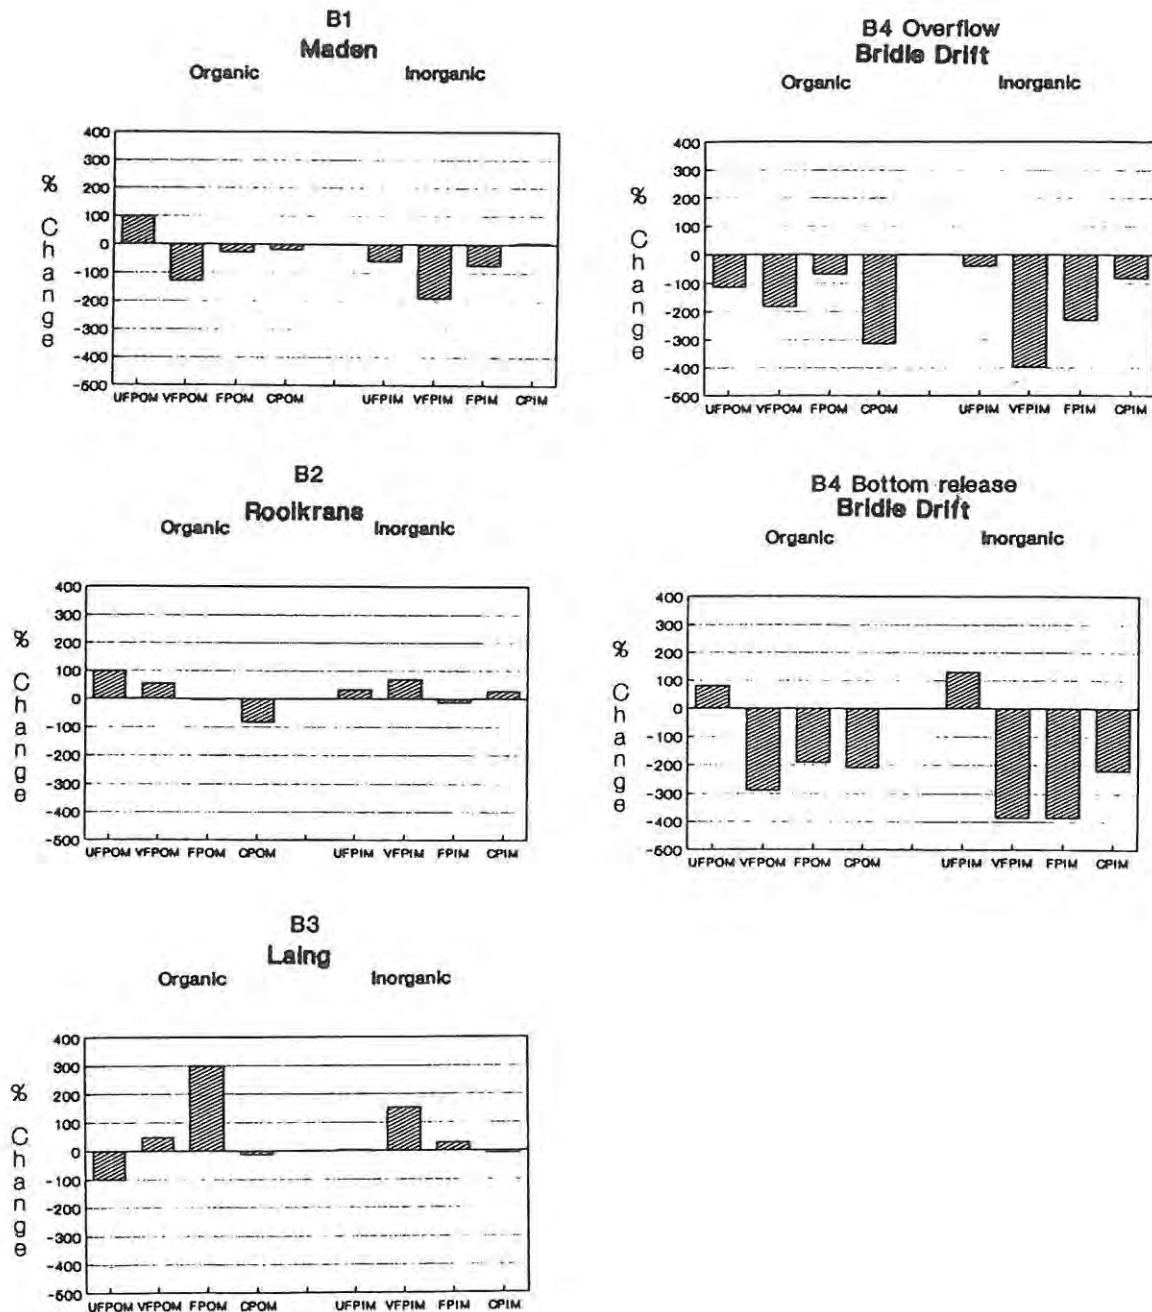 B1
Maden
Organic Inorganic
400
300
200
100
0
-100
-200
-300
-400
-500
% Change
UFPOM VFPOM FPOM CPOM UFPIM VFPIM FPIM CPIM
B4 Overflow
Bridle Drift
Organic Inorganic
400
300
200
100
0
-100
-200
-300
-400
-500
% Change
UFPOM VFPOM FPOM CPOM UFPIM VFPIM FPIM CPIM
B2
Rooikrans
Organic Inorganic
400
300
200
100
0
-100
-200
-300
-400
-500
% Change
UFPOM VFPOM FPOM CPOM UFPIM VFPIM FPIM CPIM
B4 Bottom release
Bridle Drift
Organic Inorganic
400
300
200
100
0
-100
-200
-300
-400
-500
% Change
UFPOM VFPOM FPOM CPOM UFPIM VFPIM FPIM CPIM
B3
Laing
Organic Inorganic
400
300
200
100
0
-100
-200
-300
-400
-500
% Change
UFPOM VFPOM FPOM CPOM UFPIM VFPIM FPIM CPIM